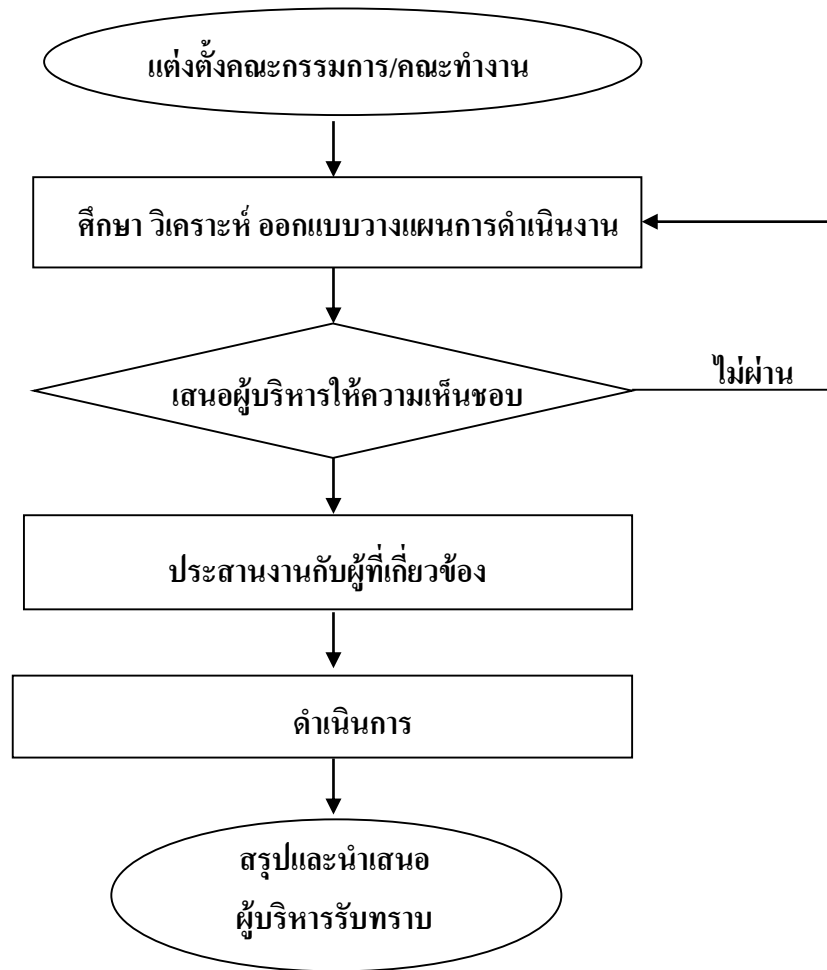 แต่งตั้งคณะกรรมการ/คณะทำงาน
ศึกษา วิเคราะห์ ออกแบบวางแผนการดำเนินงาน
เสนอผู้บริหารให้ความเห็นชอบ
ไม่ผ่าน
ประสานงานกับผู้ที่เกี่ยวข้อง
ดำเนินการ
สรุปและนำเสนอ
ผู้บริหารรับทราบ